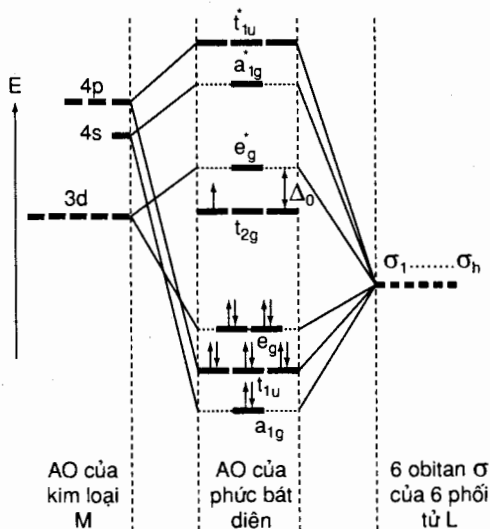 t*1u
a*1g
4p
E
4s
e*g
3d
Δ0
t2g
σ1........σh
eg
t1u
a1g
AO của
kim loại
M
AO của
phức bát
diện
6 obitan σ
của 6 phối
tử L